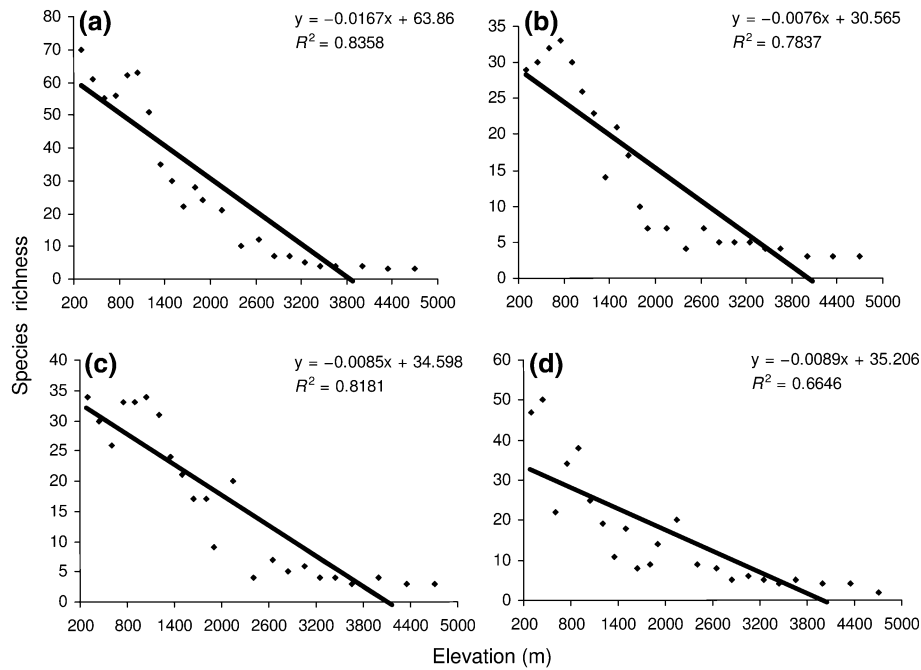 (a)
y = −0.0167x + 63.86
R² = 0.8358
80
70
60
50
40
30
20
10
0
200 800 1400 2000 2600 3200 3800 4400 5000
(b)
y = −0.0076x + 30.565
R² = 0.7837
35
30
25
20
15
10
5
0
200 800 1400 2000 2600 3200 3800 4400 5000
Species richness
(c)
y = −0.0085x + 34.598
R² = 0.8181
40
35
30
25
20
15
10
5
0
200 800 1400 2000 2600 3200 3800 4400 5000
(d)
y = −0.0089x + 35.206
R² = 0.6646
60
50
40
30
20
10
0
200 800 1400 2000 2600 3200 3800 4400 5000
Elevation (m)